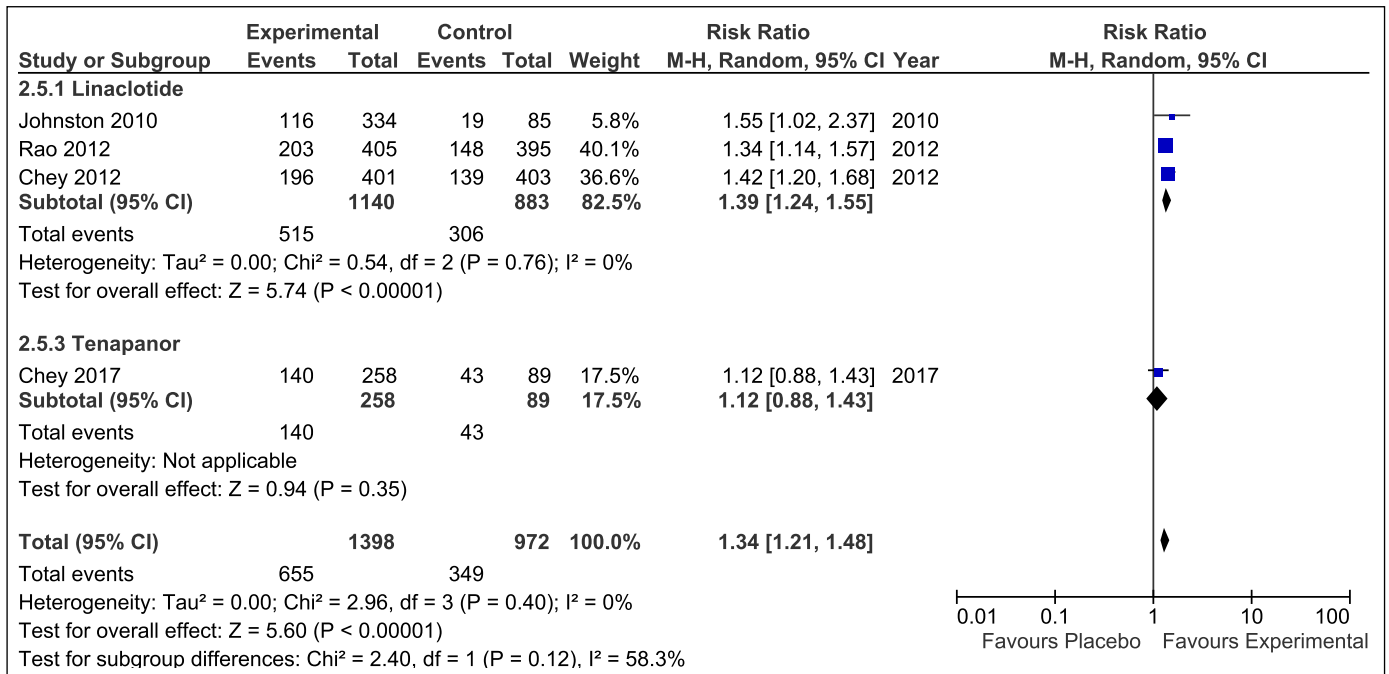 Experimental Control Risk Ratio Risk Ratio
Study or Subgroup Events Total Events Total Weight M-H, Random, 95% CI Year M-H, Random, 95% CI
2.5.1 Linaclotide
Johnston 2010 116 334 19 85 5.8% 1.55 [1.02, 2.37] 2010
Rao 2012 203 405 148 395 40.1% 1.34 [1.14, 1.57] 2012
Chey 2012 196 401 139 403 36.6% 1.42 [1.20, 1.68] 2012
Subtotal (95% CI) 1140 883 82.5% 1.39 [1.24, 1.55]
Total events 515 306
Heterogeneity: Tau² = 0.00; Chi² = 0.54, df = 2 (P = 0.76); I² = 0%
Test for overall effect: Z = 5.74 (P < 0.00001)
2.5.3 Tenapanor
Chey 2017 140 258 43 89 17.5% 1.12 [0.88, 1.43] 2017
Subtotal (95% CI) 258 89 17.5% 1.12 [0.88, 1.43]
Total events 140 43
Heterogeneity: Not applicable
Test for overall effect: Z = 0.94 (P = 0.35)
Total (95% CI) 1398 972 100.0% 1.34 [1.21, 1.48]
Total events 655 349
Heterogeneity: Tau² = 0.00; Chi² = 2.96, df = 3 (P = 0.40); I² = 0%
Test for overall effect: Z = 5.60 (P < 0.00001)
Test for subgroup differences: Chi² = 2.40, df = 1 (P = 0.12), I² = 58.3%
0.01 0.1 1 10 100
Favours Placebo Favours Experimental